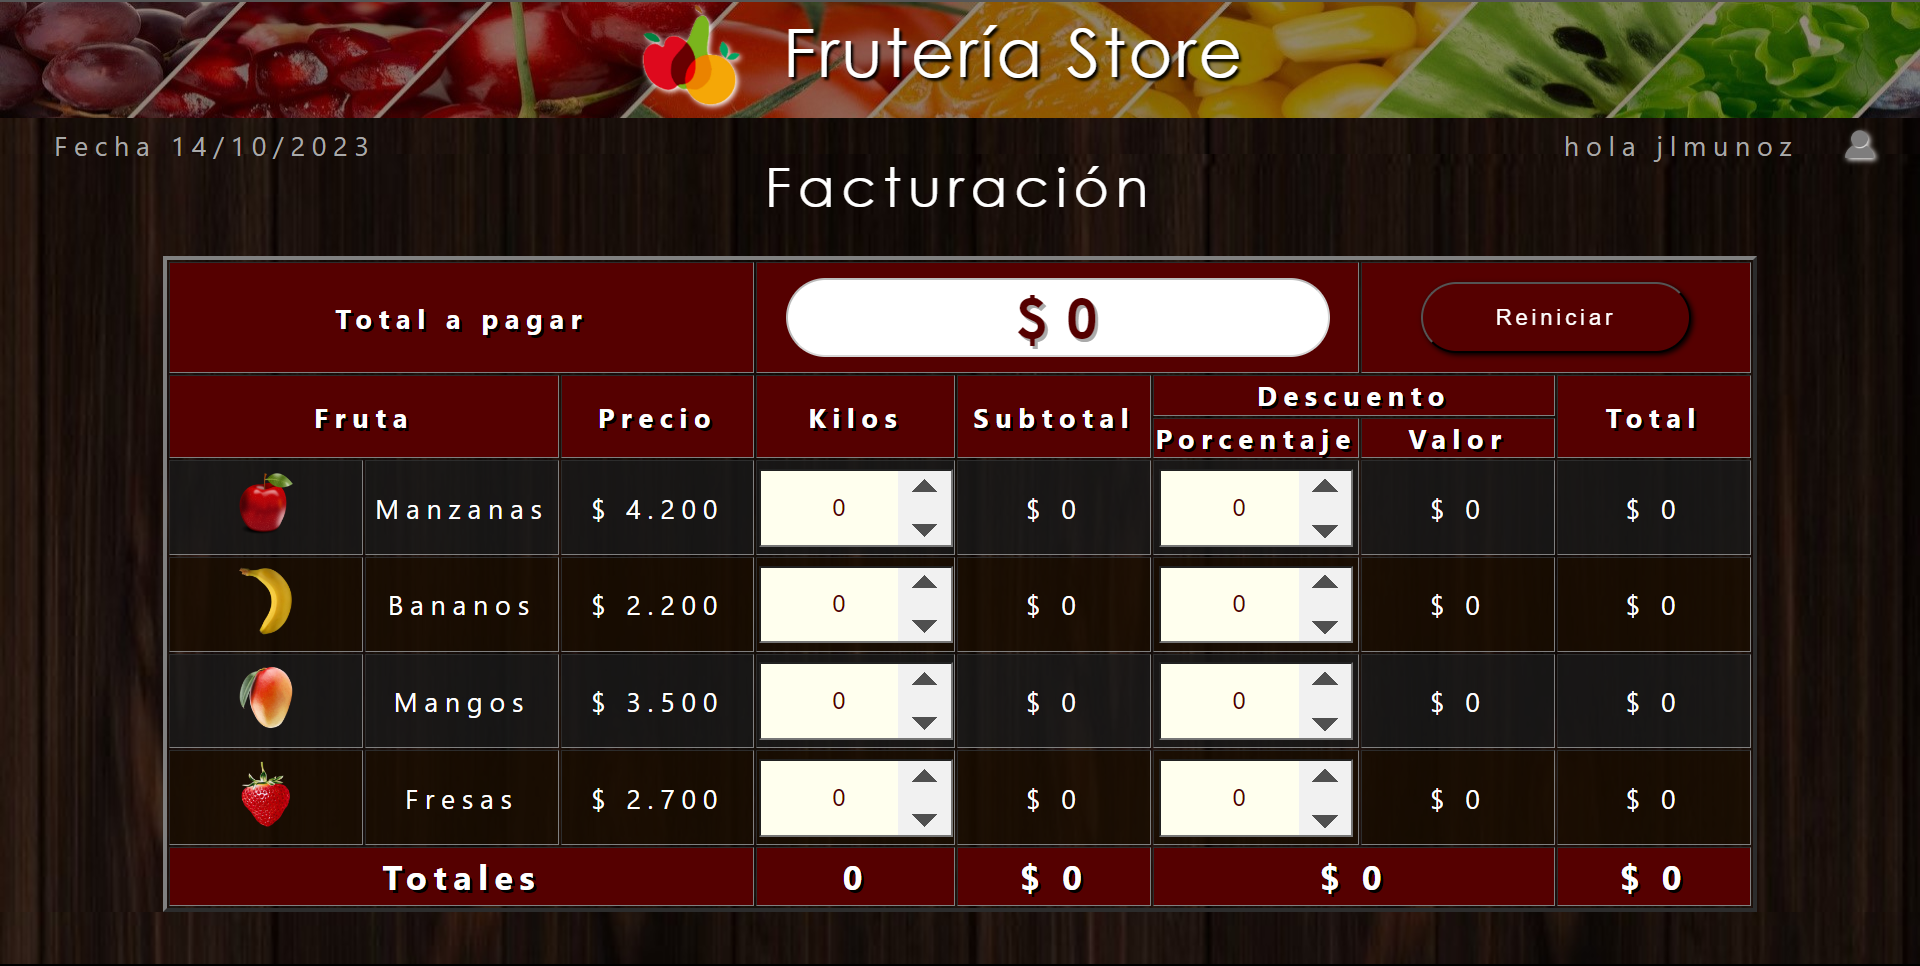 Frutería Store
Fecha 14/10/2023
hola jlmunoz
Facturación
Total a pagar
$ 0
Reiniciar
Fruta
Precio
Kilos
Subtotal
Descuento
Total
Porcentaje
Valor
Manzanas $ 4.200 0 $ 0 0 $ 0 $ 0
Bananos $ 2.200 0 $ 0 0 $ 0 $ 0
Mangos $ 3.500 0 $ 0 0 $ 0 $ 0
Fresas $ 2.700 0 $ 0 0 $ 0 $ 0
Totales 0 $ 0 $ 0 $ 0